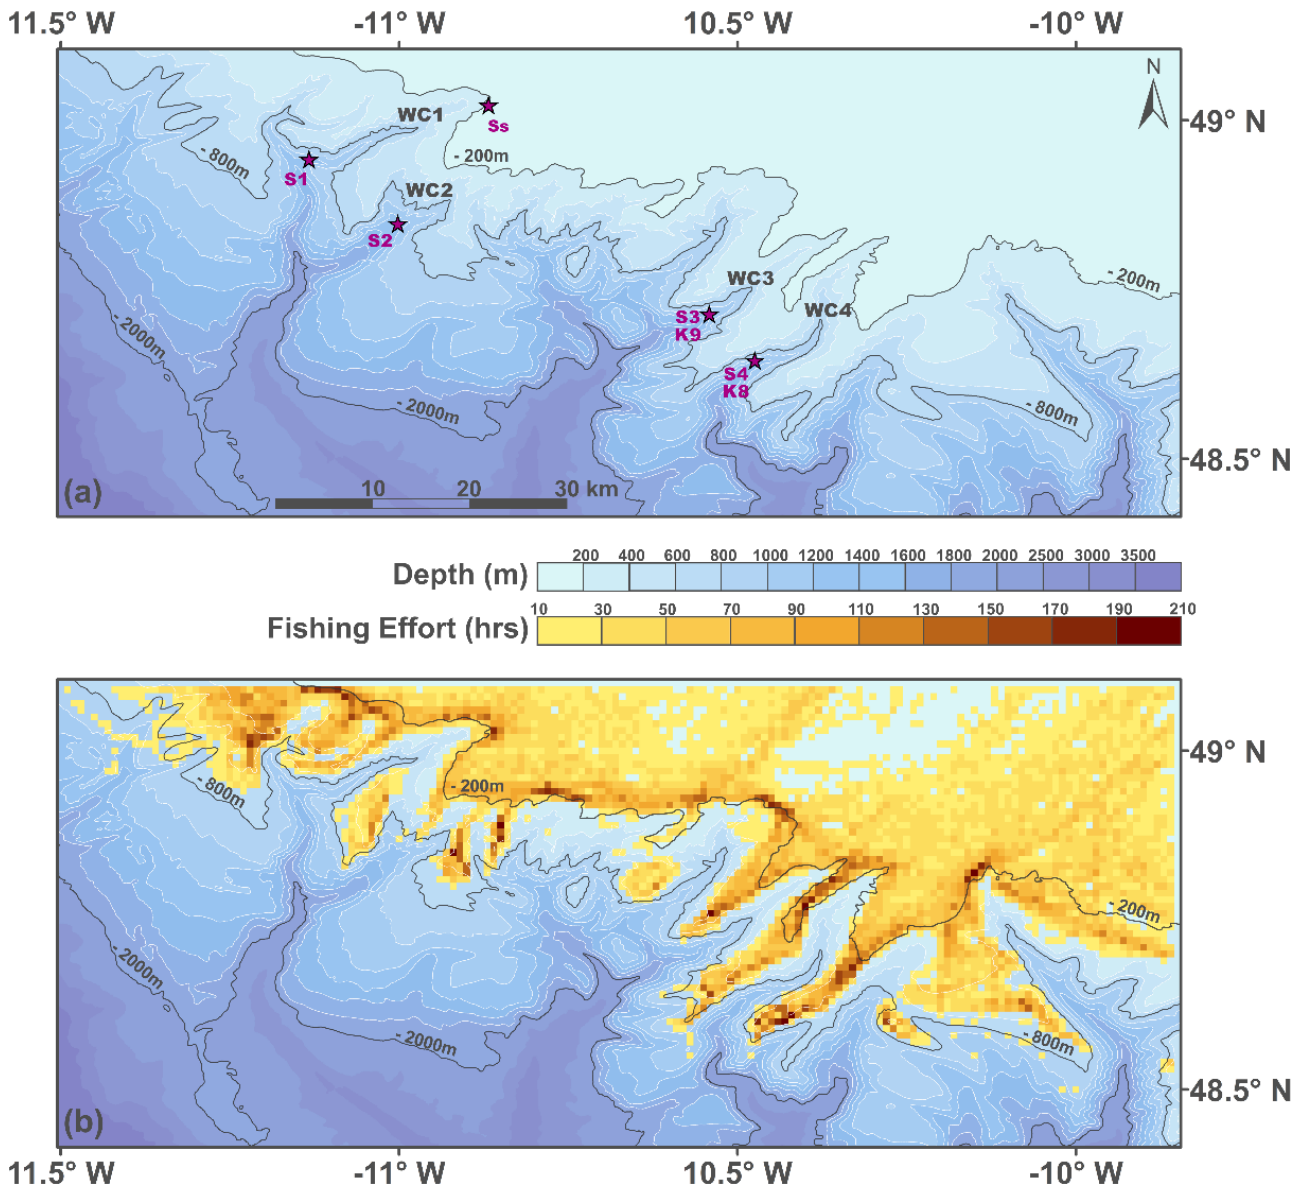 11.5° W -11° W 10.5° W -10° W
N
WC1
Ss
49° N
- 800m
- 200m
S1
WC2
S2
- 200m
WC3
WC4
S3
K9
- 2000m
S4
K8
- 2000m
- 800m
48.5° N
(a)
10 20 30 km
Depth (m) 200 400 600 800 1000 1200 1400 1600 1800 2000 2500 3000 3500
Fishing Effort (hrs) 10 30 50 70 90 110 130 150 170 190 210
49° N
- 800m
- 200m
- 200m
- 2000m
- 2000m
- 800m
48.5° N
(b)
11.5° W -11° W 10.5° W -10° W